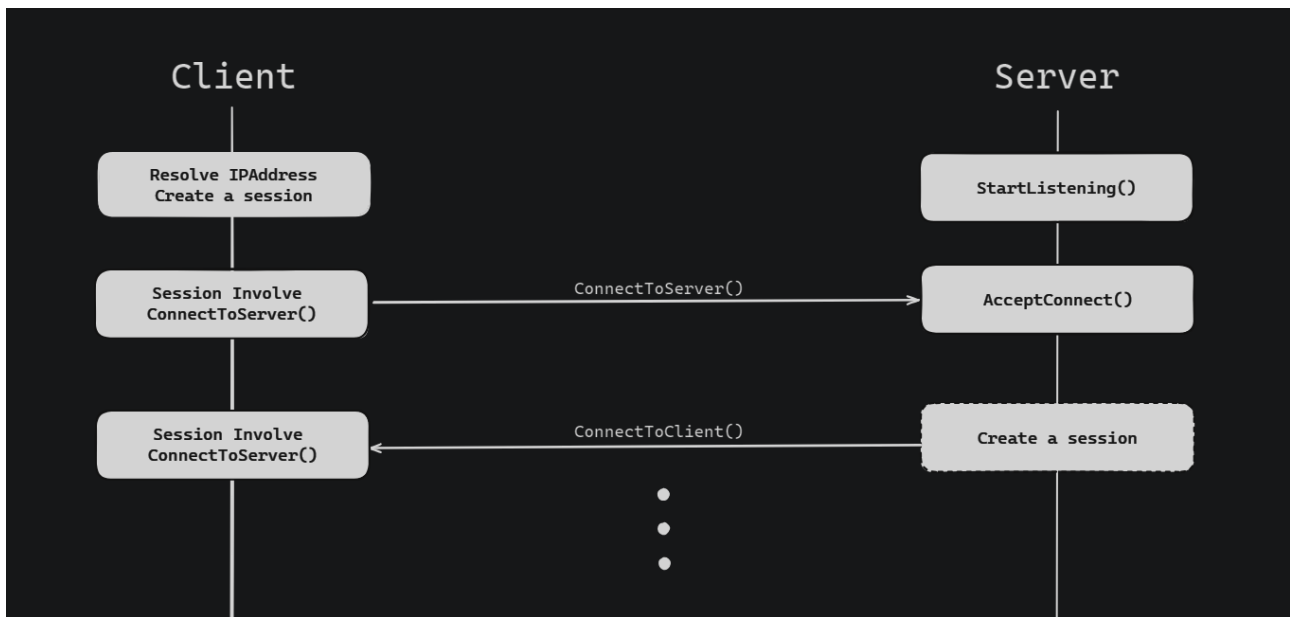 Client
Server
Resolve IPAddress
Create a session
StartListening()
Session Involve
ConnectToServer()
ConnectToServer()
AcceptConnect()
Session Involve
ConnectToServer()
ConnectToClient()
Create a session